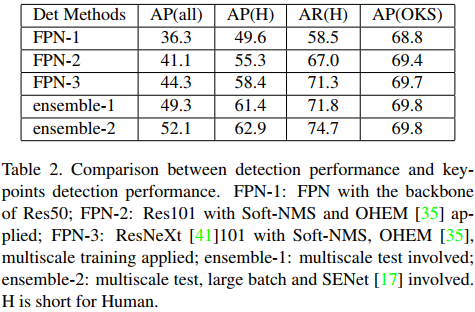 Det Methods AP(all) AP(H) AR(H) AP(OKS)
FPN-1 36.3 49.6 58.5 68.8
FPN-2 41.1 55.3 67.0 69.4
FPN-3 44.3 58.4 71.3 69.7
ensemble-1 49.3 61.4 71.8 69.8
ensemble-2 52.1 62.9 74.7 69.8
Table 2. Comparison between detection performance and key-
points detection performance. FPN-1: FPN with the backbone
of Res50; FPN-2: Res101 with Soft-NMS and OHEM [35] ap-
plied; FPN-3: ResNeXt [41]101 with Soft-NMS, OHEM [35],
multiscale training applied; ensemble-1: multiscale test involved;
ensemble-2: multiscale test, large batch and SENet [17] involved.
H is short for Human.